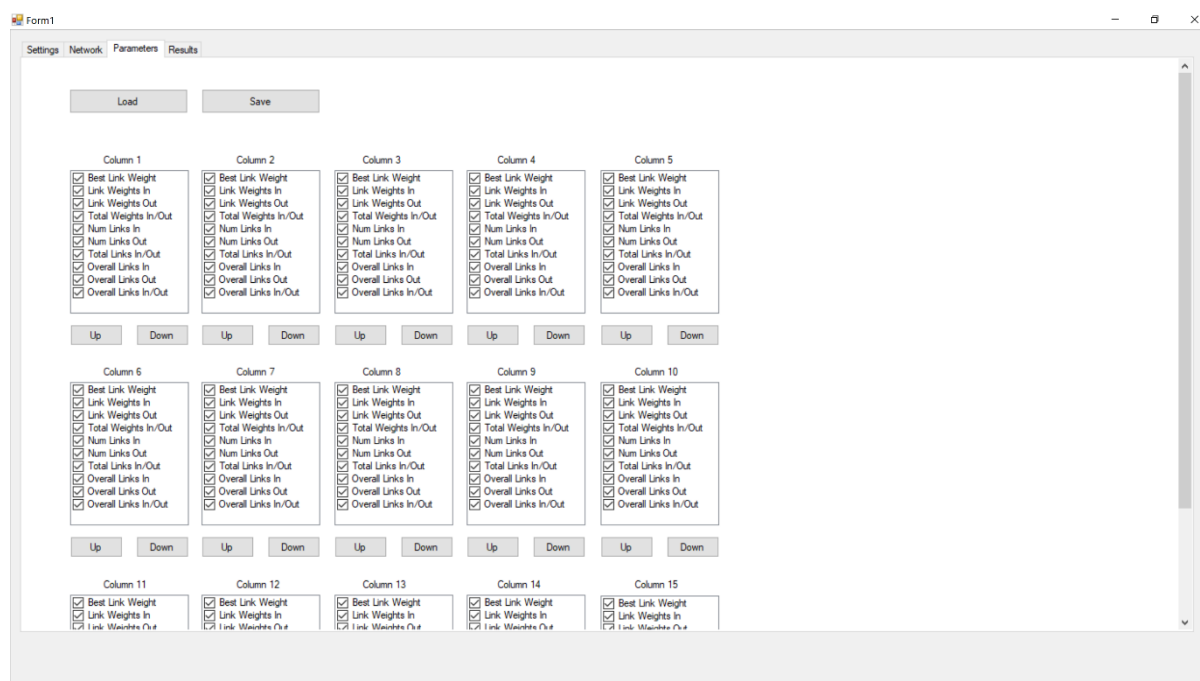 Form1
Settings Network Parameters Results
Load Save
Column 1 Column 2 Column 3 Column 4 Column 5
Best Link Weight Best Link Weight Best Link Weight Best Link Weight Best Link Weight
Link Weights In Link Weights In Link Weights In Link Weights In Link Weights In
Link Weights Out Link Weights Out Link Weights Out Link Weights Out Link Weights Out
Total Weights In/Out Total Weights In/Out Total Weights In/Out Total Weights In/Out Total Weights In/Out
Num Links In Num Links In Num Links In Num Links In Num Links In
Num Links Out Num Links Out Num Links Out Num Links Out Num Links Out
Total Links In/Out Total Links In/Out Total Links In/Out Total Links In/Out Total Links In/Out
Overall Links In Overall Links In Overall Links In Overall Links In Overall Links In
Overall Links Out Overall Links Out Overall Links Out Overall Links Out Overall Links Out
Overall Links In/Out Overall Links In/Out Overall Links In/Out Overall Links In/Out Overall Links In/Out
Up Down Up Down Up Down Up Down Up Down
Column 6 Column 7 Column 8 Column 9 Column 10
Best Link Weight Best Link Weight Best Link Weight Best Link Weight Best Link Weight
Link Weights In Link Weights In Link Weights In Link Weights In Link Weights In
Link Weights Out Link Weights Out Link Weights Out Link Weights Out Link Weights Out
Total Weights In/Out Total Weights In/Out Total Weights In/Out Total Weights In/Out Total Weights In/Out
Num Links In Num Links In Num Links In Num Links In Num Links In
Num Links Out Num Links Out Num Links Out Num Links Out Num Links Out
Total Links In/Out Total Links In/Out Total Links In/Out Total Links In/Out Total Links In/Out
Overall Links In Overall Links In Overall Links In Overall Links In Overall Links In
Overall Links Out Overall Links Out Overall Links Out Overall Links Out Overall Links Out
Overall Links In/Out Overall Links In/Out Overall Links In/Out Overall Links In/Out Overall Links In/Out
Up Down Up Down Up Down Up Down Up Down
Column 11 Column 12 Column 13 Column 14 Column 15
Best Link Weight Best Link Weight Best Link Weight Best Link Weight Best Link Weight
Link Weights In Link Weights In Link Weights In Link Weights In Link Weights In
Link Weights Out Link Weights Out Link Weights Out Link Weights Out Link Weights Out